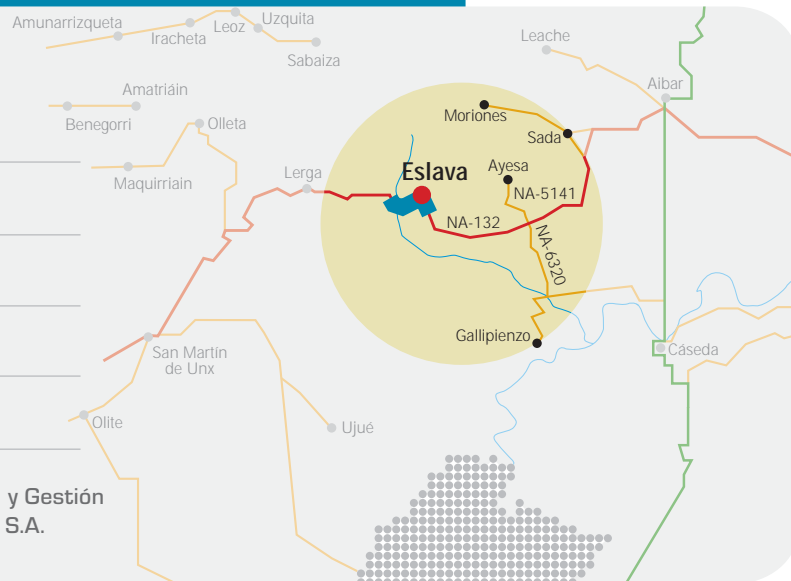 Amunarrizqueta
Iracheta
Leoz
Uzquita
Sabaiza
Leache
Aibar
Amatriáin
Benegorri
Olleta
Moriones
Sada
Maquirriain
Lerga
Eslava
Ayesa
NA-5141
NA-132
NA-6320
Gallipienzo
San Martín
de Unx
Cáseda
Olite
Ujué
y Gestión
S.A.